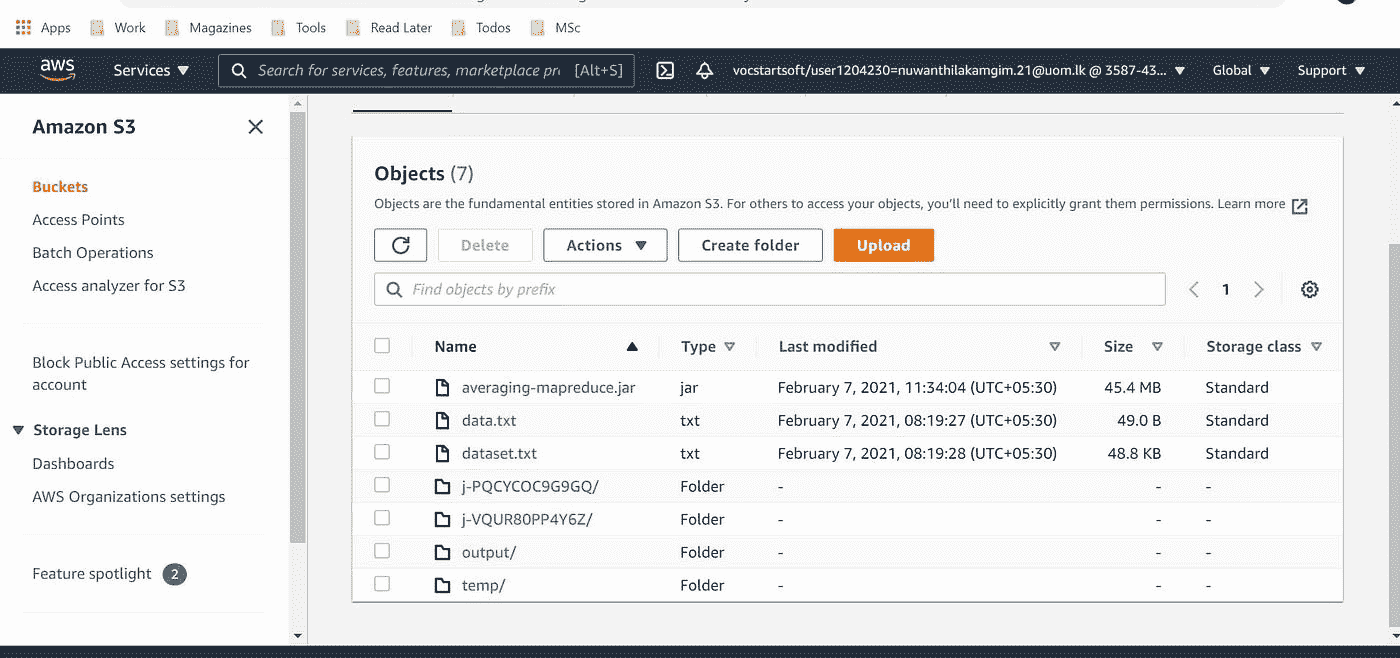 Apps Work Magazines Tools Read Later Todos MSc
aws Services ▼ Search for services, features, marketplace pr [Alt+S] vocstartsoft/user1204230=nuwanthilakamgim.21@uom.lk @ 3587-43... ▼ Global ▼ Support ▼
Amazon S3
Buckets
Access Points
Batch Operations
Access analyzer for S3
Block Public Access settings for
account
Storage Lens
Dashboards
AWS Organizations settings
Feature spotlight 2
Objects (7)
Objects are the fundamental entities stored in Amazon S3. For others to access your objects, you'll need to explicitly grant them permissions. Learn more
Delete Actions Create folder Upload
Find objects by prefix 1
Name Type Last modified Size Storage class
averaging-mapreduce.jar jar February 7, 2021, 11:34:04 (UTC+05:30) 45.4 MB Standard
data.txt txt February 7, 2021, 08:19:27 (UTC+05:30) 49.0 B Standard
dataset.txt txt February 7, 2021, 08:19:28 (UTC+05:30) 48.8 KB Standard
j-PQCYCOC9G9GQ/ Folder - - -
j-VQUR80PP4Y6Z/ Folder - - -
output/ Folder - - -
temp/ Folder - - -